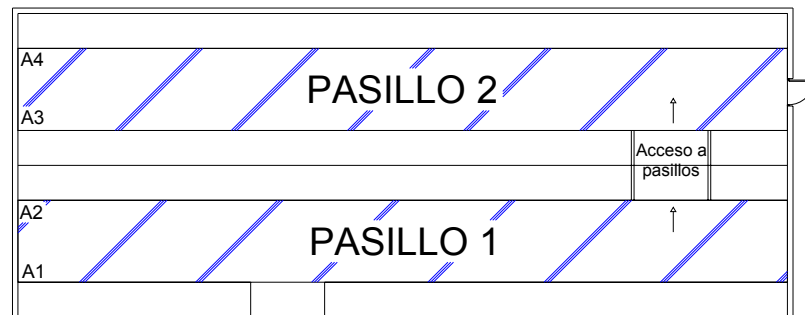 A4
PASILLO 2
A3
Acceso a
pasillos
A2
PASILLO 1
A1